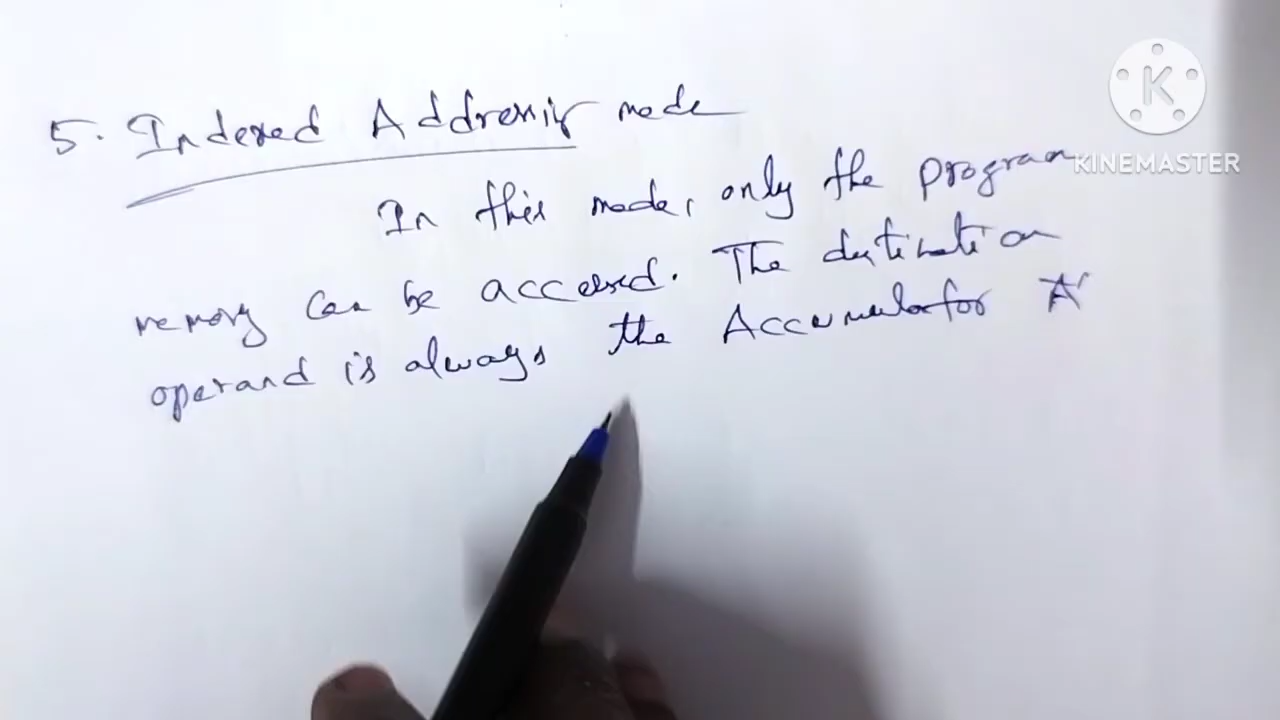 5. Indexed Addressing mode
In this mode, only the program
memory can be accessed. The destination
operand is always the Accumulator A
K
KINEMASTER